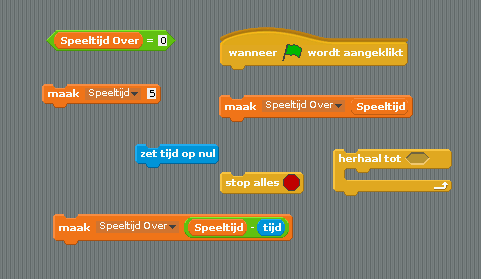 Speeltijd Over = 0
wanneer wordt aangeklikt
maak Speeltijd 5
maak Speeltijd Over Speeltijd
zet tijd op nul
herhaal tot
stop alles
maak Speeltijd Over Speeltijd - tijd